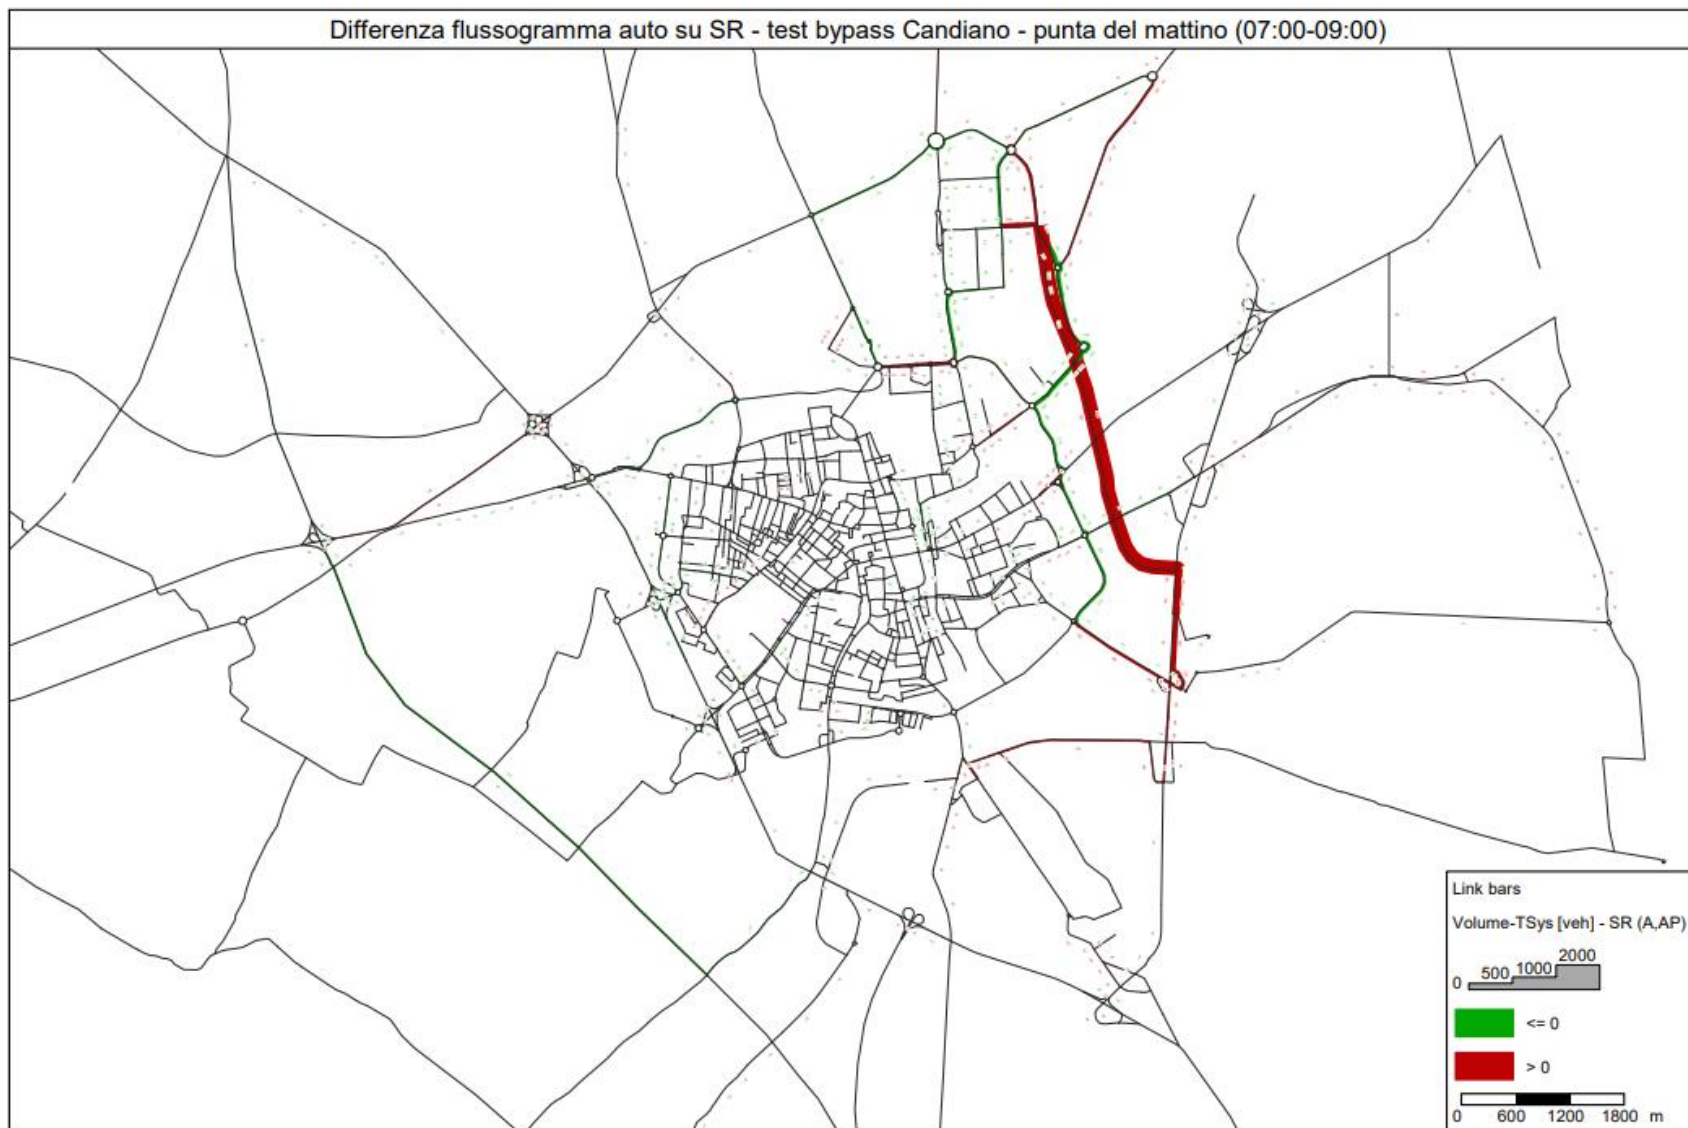 Differenza flussogramma auto su SR - test bypass Candiano - punta del mattino (07:00-09:00)
Link bars
Volume-TSys [veh] - SR (A,AP)
0 500 1000 2000
<= 0
> 0
0 600 1200 1800 m